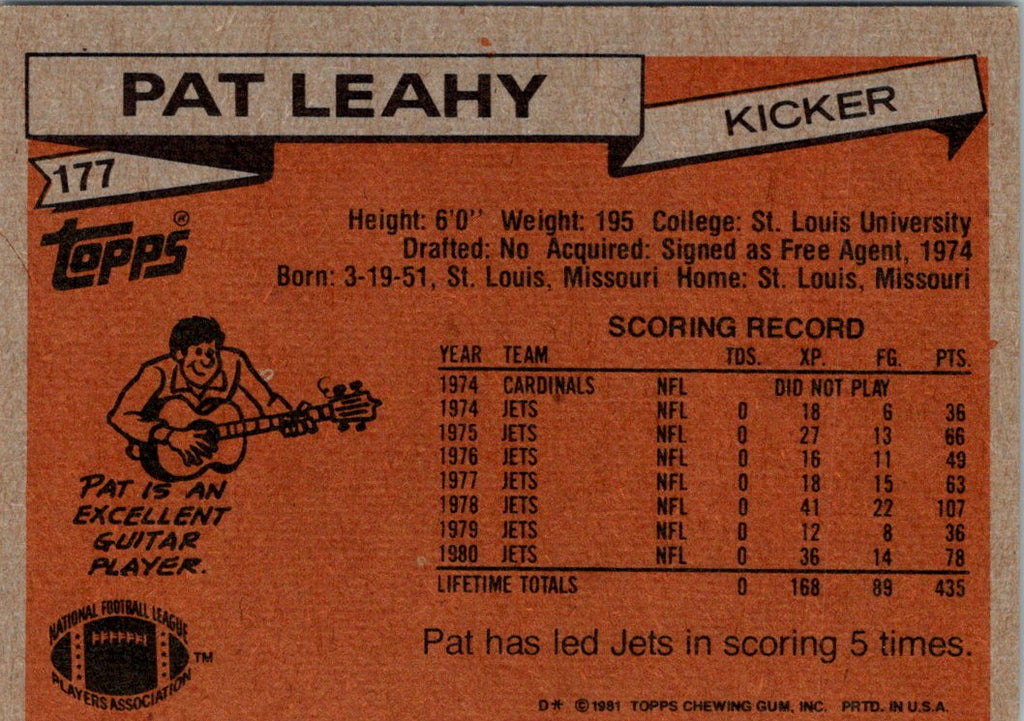 PAT LEAHY
KICKER
177
Topps®
Height: 6'0'' Weight: 195 College: St. Louis University
Drafted: No Acquired: Signed as Free Agent, 1974
Born: 3-19-51, St. Louis, Missouri Home: St. Louis, Missouri
SCORING RECORD
YEAR TEAM TDS. XP. FG. PTS.
1974 CARDINALS NFL DID NOT PLAY
1974 JETS NFL 0 18 6 36
1975 JETS NFL 0 27 13 66
1976 JETS NFL 0 16 11 49
1977 JETS NFL 0 18 15 63
1978 JETS NFL 0 41 22 107
1979 JETS NFL 0 12 8 36
1980 JETS NFL 0 36 14 78
LIFETIME TOTALS 0 168 89 435
PAT IS AN
EXCELLENT
GUITAR
PLAYER.
NATIONAL FOOTBALL LEAGUE
PLAYERS ASSOCIATION
TM
Pat has led Jets in scoring 5 times.
D* ©1981 TOPPS CHEWING GUM, INC. PRTD. IN U.S.A.